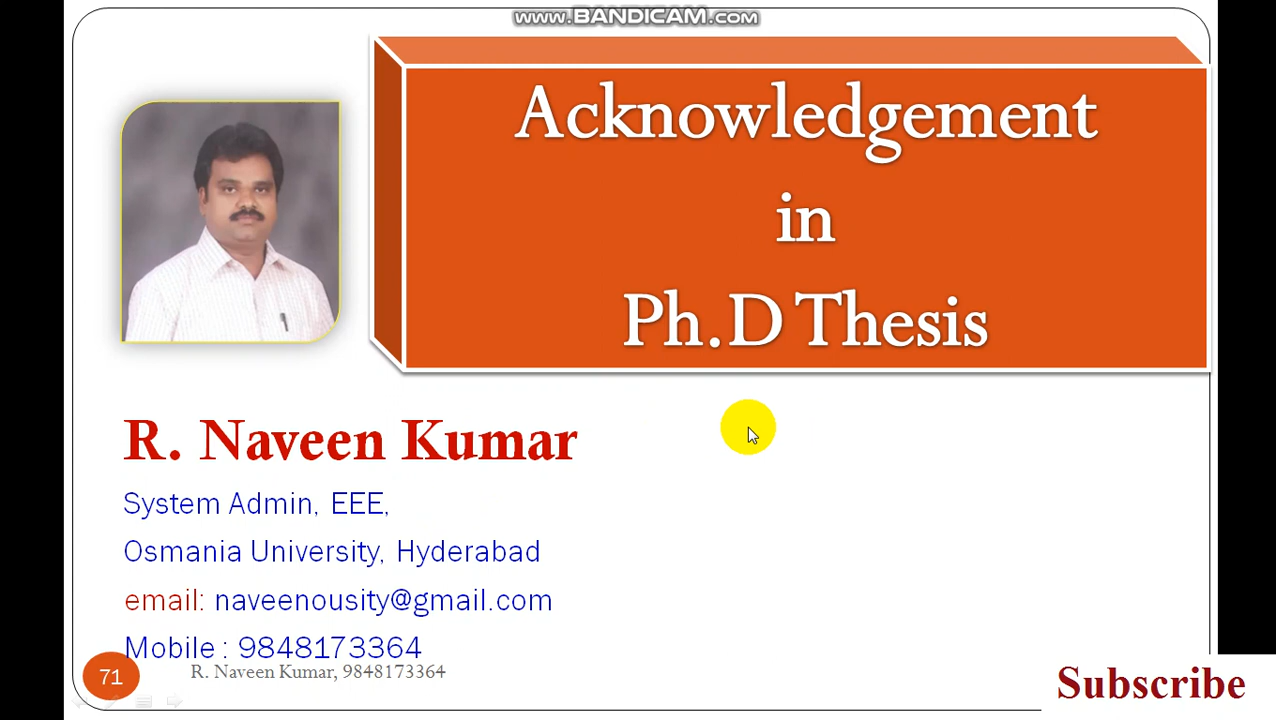 www.BANDICAM.com
Acknowledgement
in
Ph.D Thesis
R. Naveen Kumar
System Admin, EEE,
Osmania University, Hyderabad
email: naveenousity@gmail.com
Mobile : 9848173364
71
R. Naveen Kumar, 9848173364
Subscribe